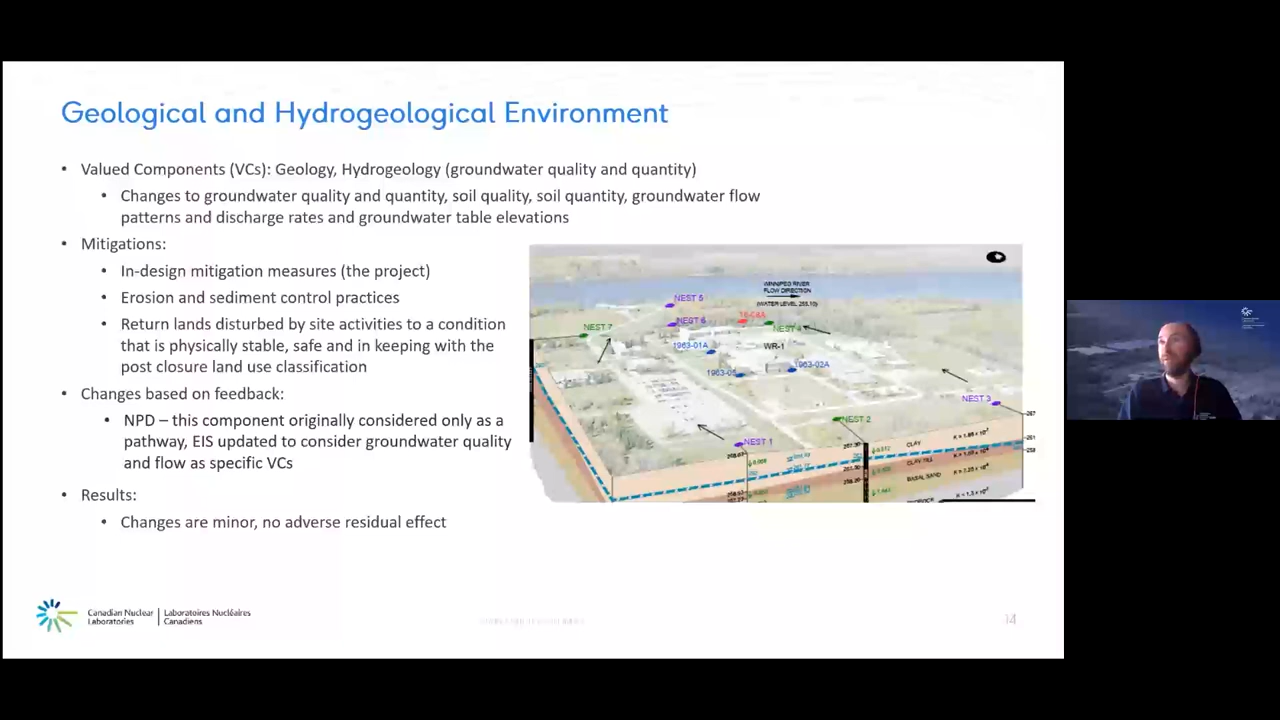 Geological and Hydrogeological Environment
• Valued Components (VCs): Geology, Hydrogeology (groundwater quality and quantity)
• Changes to groundwater quality and quantity, soil quality, soil quantity, groundwater flow
patterns and discharge rates and groundwater table elevations
• Mitigations:
• In-design mitigation measures (the project)
• Erosion and sediment control practices
• Return lands disturbed by site activities to a condition
that is physically stable, safe and in keeping with the
post closure land use classification
• Changes based on feedback:
• NPD – this component originally considered only as a
pathway, EIS updated to consider groundwater quality
and flow as specific VCs
• Results:
• Changes are minor, no adverse residual effect
WINNIPEG RIVER
FLOW DIRECTION
(WATER LEVEL 255.10)
NEST 5
NEST 6
NEST 7
NEST 4
WR-1
1963-01A
1963-02A
NEST 3
NEST 2
NEST 1
CLAY
CLAY TILL
BASAL SAND
Canadian Nuclear
Laboratories
Laboratoires Nucléaires
Canadiens
14